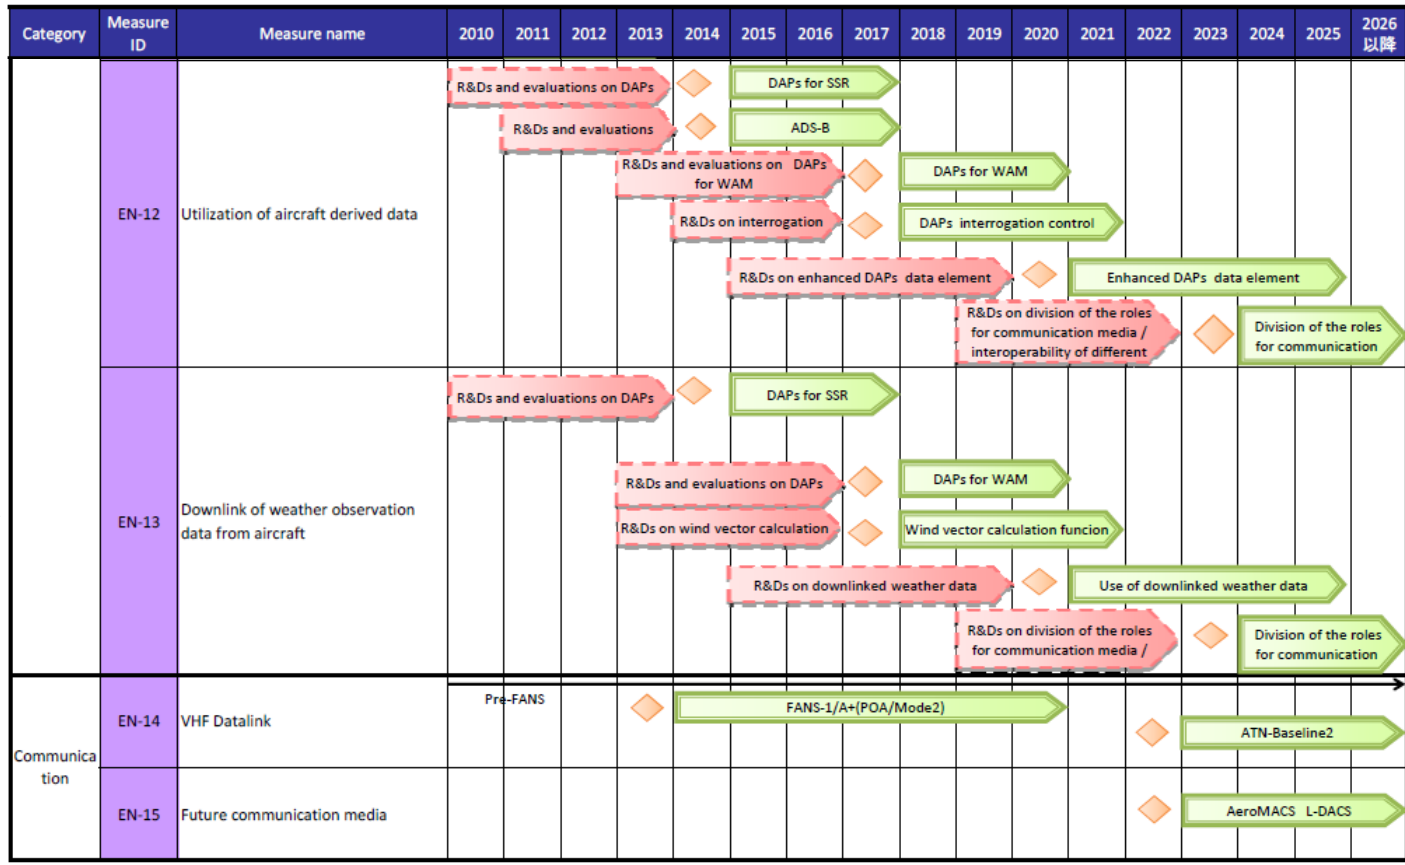 Category
Measure
ID
Measure name
2010
2011
2012
2013
2014
2015
2016
2017
2018
2019
2020
2021
2022
2023
2024
2025
2026
以降
EN-12
Utilization of aircraft derived data
R&Ds and evaluations on DAPs
DAPs for SSR
R&Ds and evaluations
ADS-B
R&Ds and evaluations on DAPs
for WAM
DAPs for WAM
R&Ds on interrogation
DAPs interrogation control
R&Ds on enhanced DAPs data element
Enhanced DAPs data element
R&Ds on division of the roles
for communication media /
interoperability of different
Division of the roles
for communication
EN-13
Downlink of weather observation
data from aircraft
R&Ds and evaluations on DAPs
DAPs for SSR
R&Ds and evaluations on DAPs
DAPs for WAM
R&Ds on wind vector calculation
Wind vector calculation funcion
R&Ds on downlinked weather data
Use of downlinked weather data
R&Ds on division of the roles
for communication media /
Division of the roles
for communication
Communica
tion
EN-14
VHF Datalink
Pre-FANS
FANS-1/A+(POA/Mode2)
ATN-Baseline2
EN-15
Future communication media
AeroMACS L-DACS